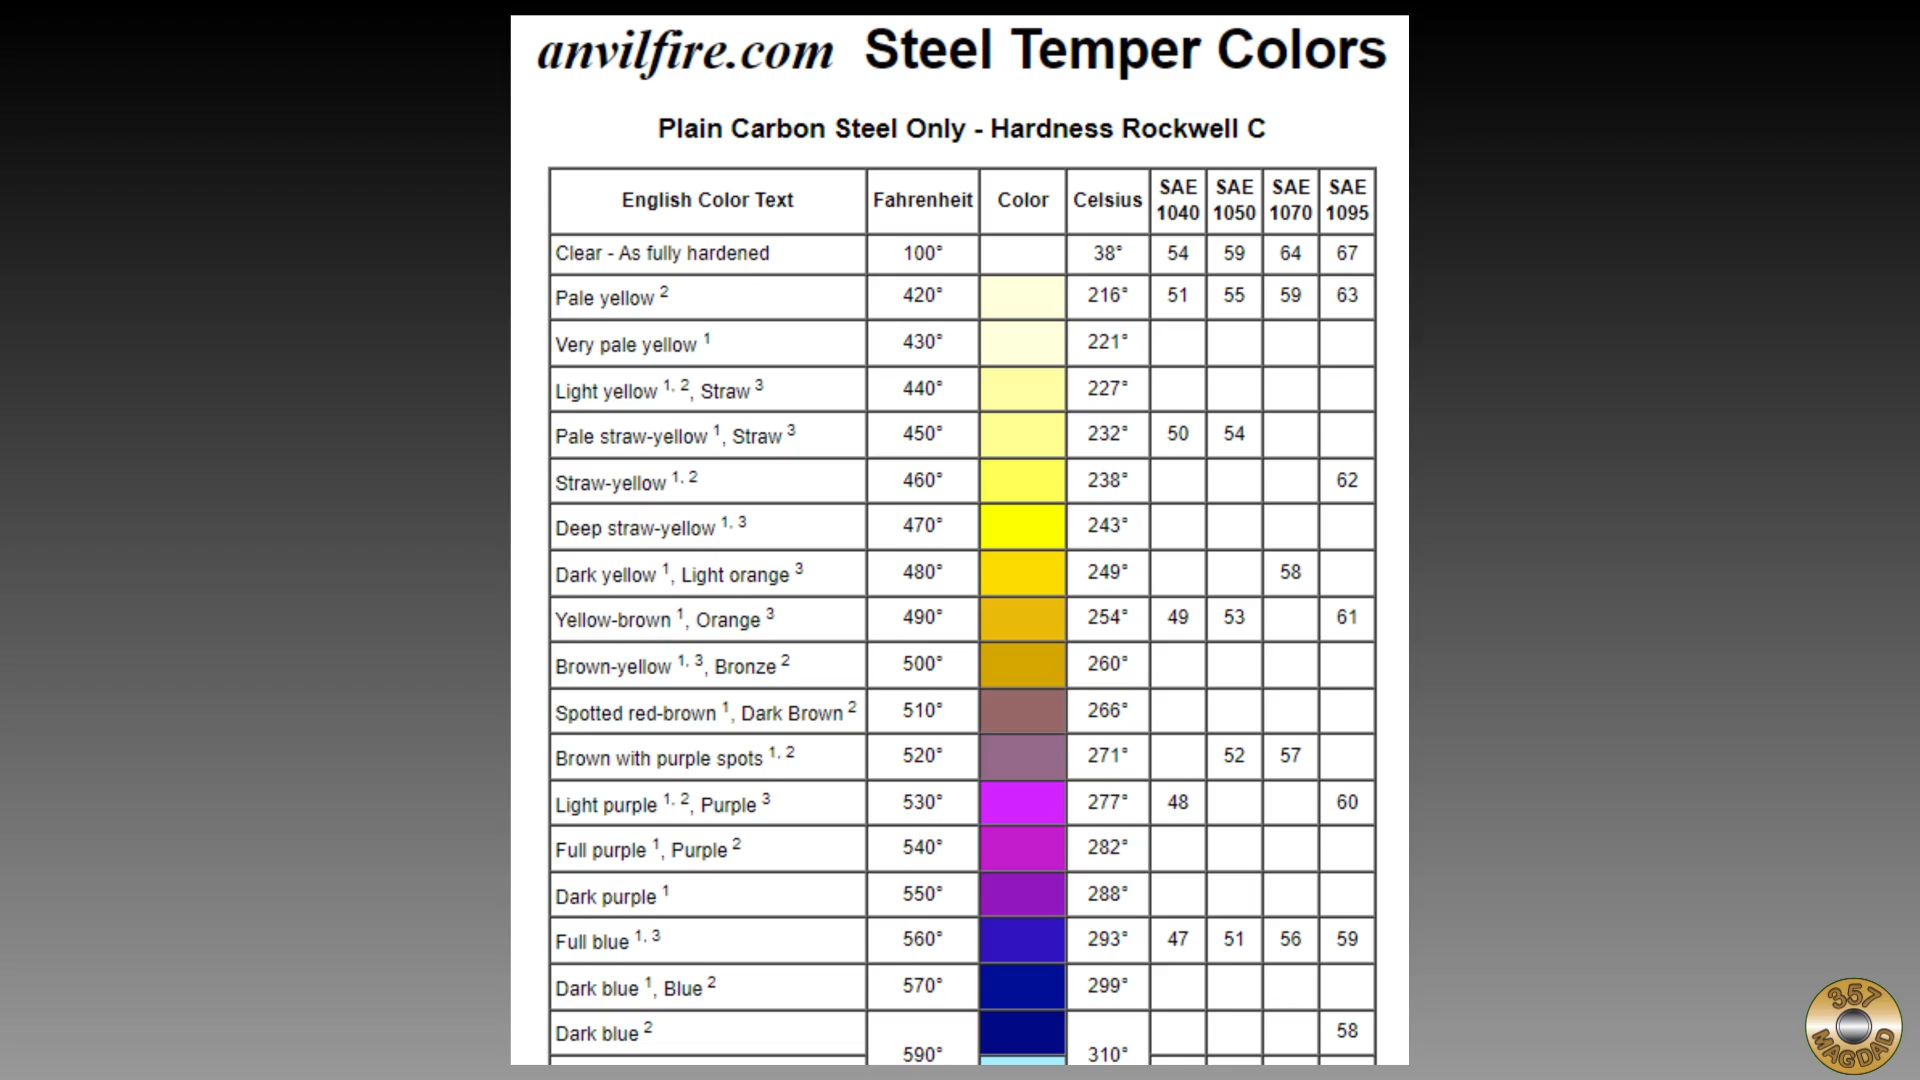 anvilfire.com Steel Temper Colors
Plain Carbon Steel Only - Hardness Rockwell C
English Color Text Fahrenheit Color Celsius SAE 1040 SAE 1050 SAE 1070 SAE 1095
Clear - As fully hardened 100° 38° 54 59 64 67
Pale yellow 2 420° 216° 51 55 59 63
Very pale yellow 1 430° 221°
Light yellow 1, 2, Straw 3 440° 227°
Pale straw-yellow 1, Straw 3 450° 232° 50 54
Straw-yellow 1, 2 460° 238° 62
Deep straw-yellow 1, 3 470° 243°
Dark yellow 1, Light orange 3 480° 249° 58
Yellow-brown 1, Orange 3 490° 254° 49 53 61
Brown-yellow 1, 3, Bronze 2 500° 260°
Spotted red-brown 1, Dark Brown 2 510° 266°
Brown with purple spots 1, 2 520° 271° 52 57
Light purple 1, 2, Purple 3 530° 277° 48 60
Full purple 1, Purple 2 540° 282°
Dark purple 1 550° 288°
Full blue 1, 3 560° 293° 47 51 56 59
Dark blue 1, Blue 2 570° 299°
Dark blue 2 590° 310° 58
357
MAGDAD